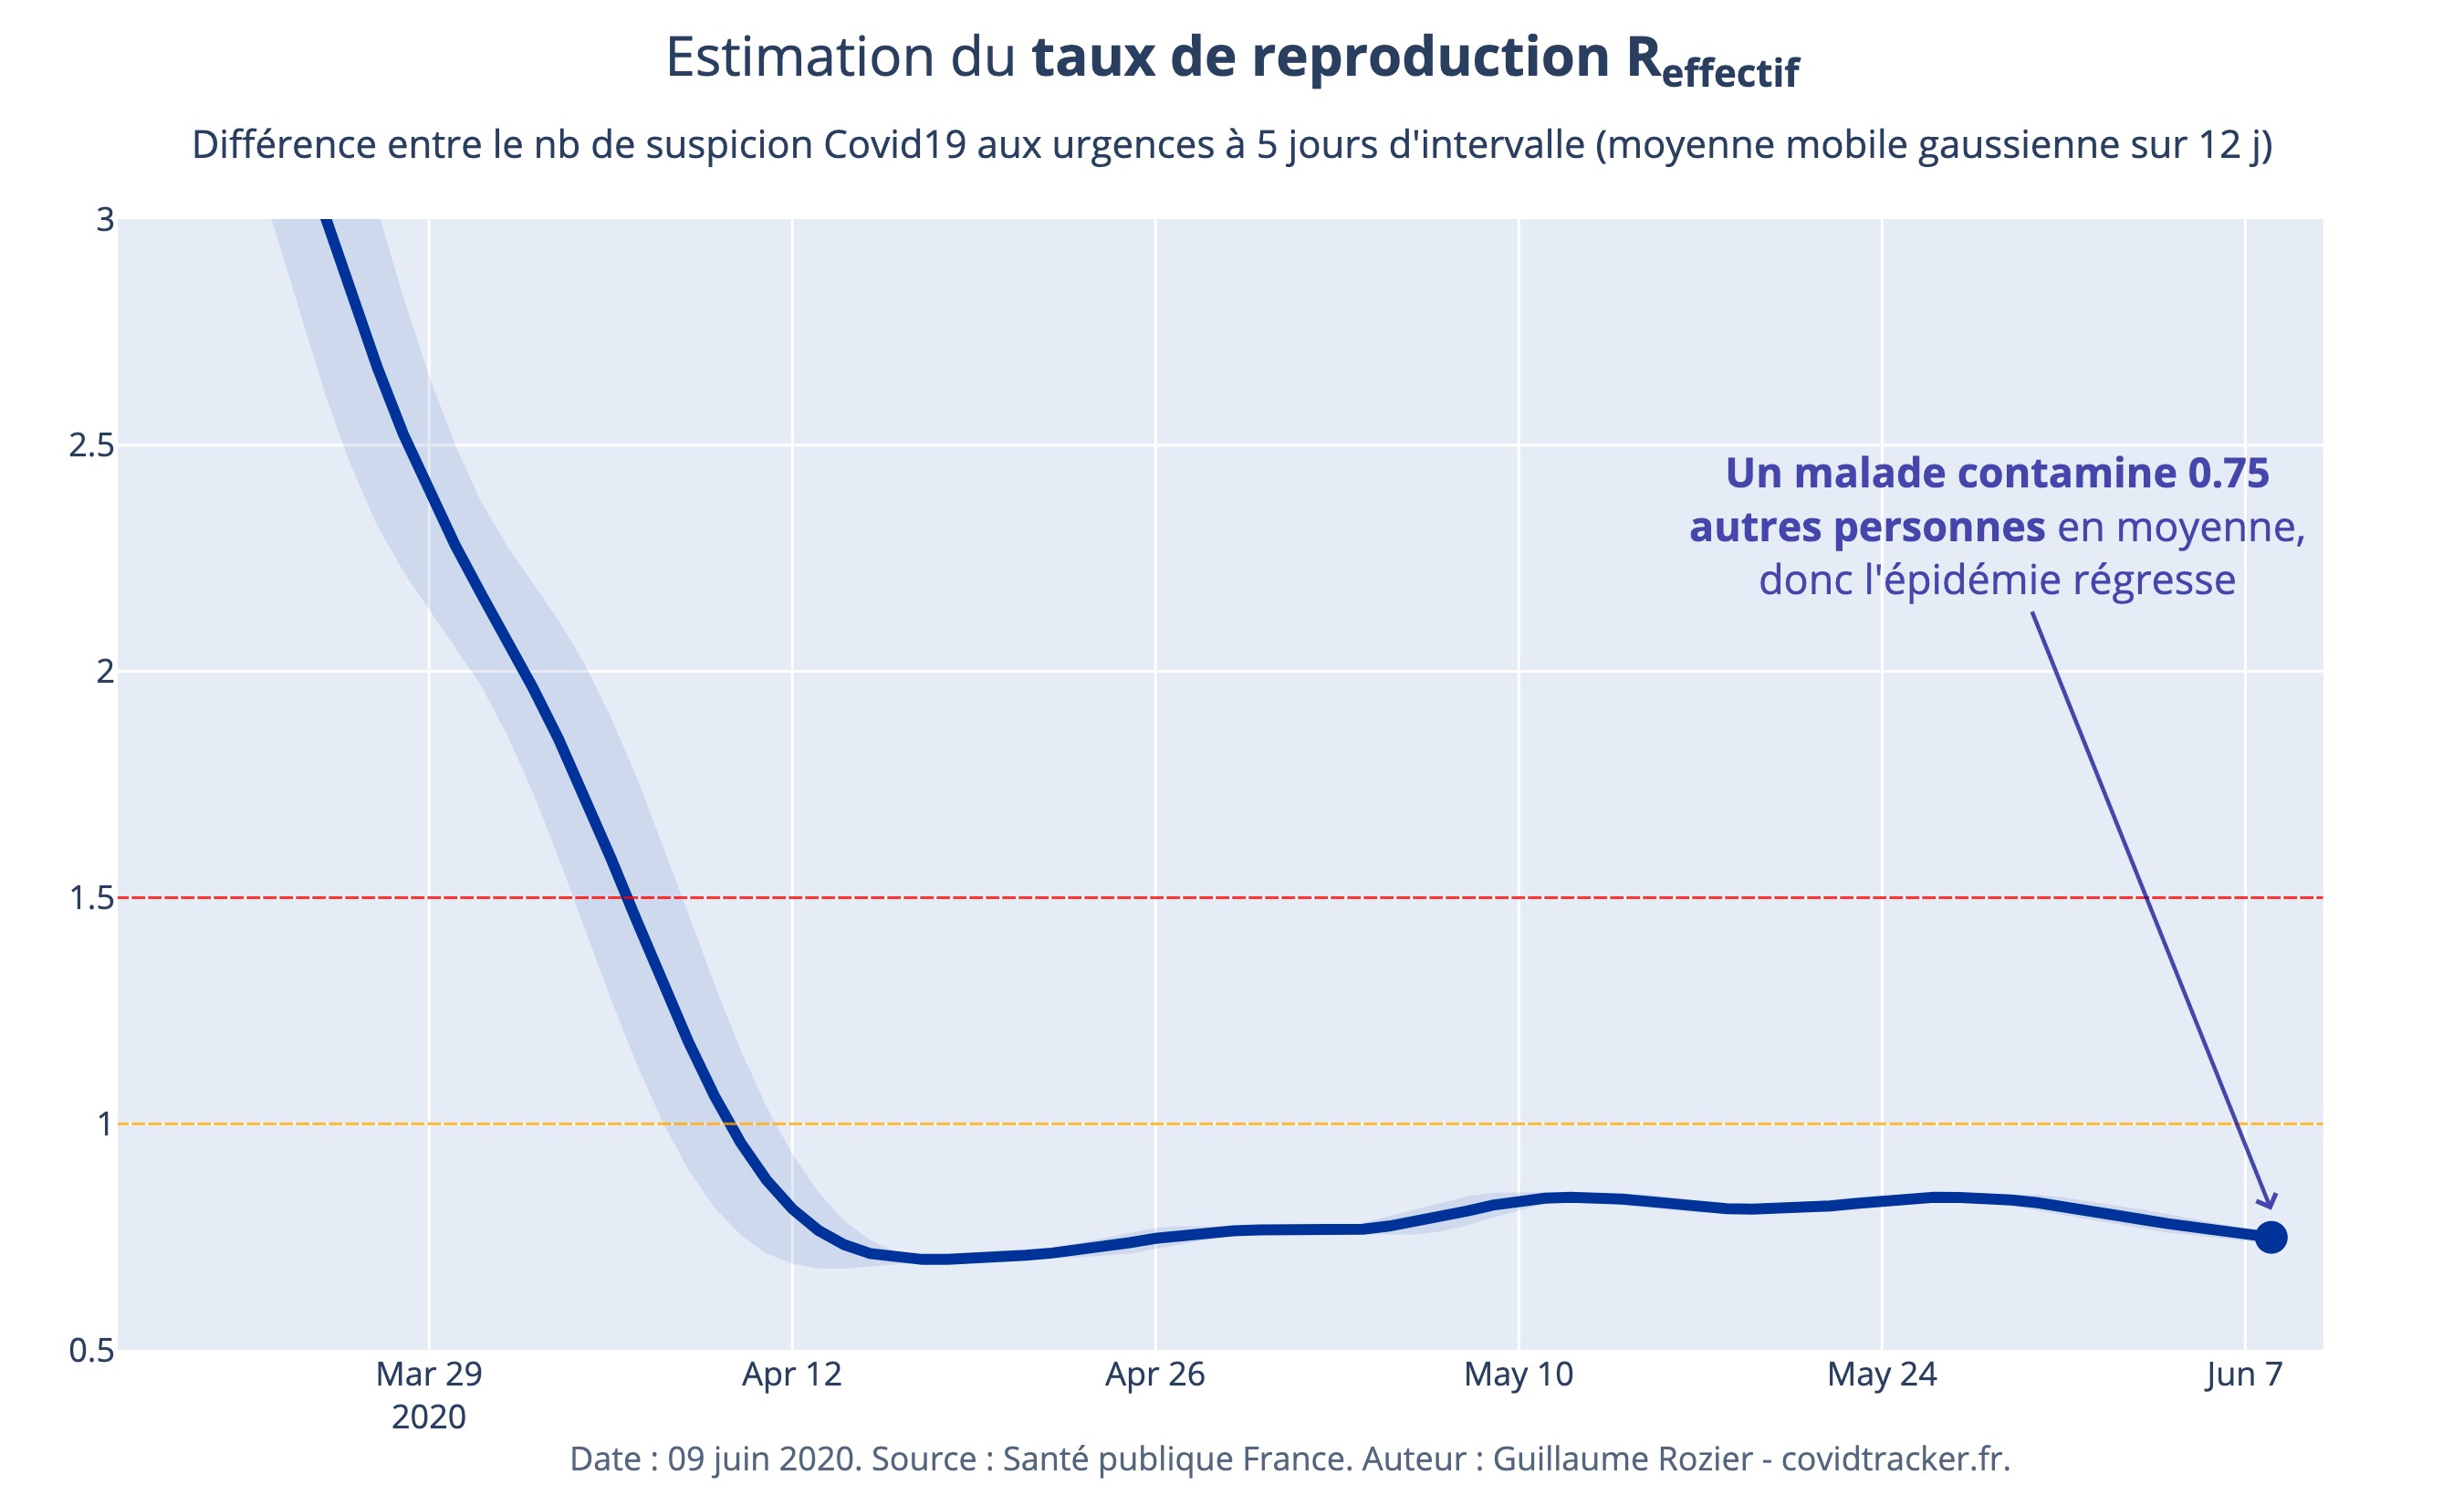 Estimation du taux de reproduction Reffectif
Différence entre le nb de suspicion Covid19 aux urgences à 5 jours d'intervalle (moyenne mobile gaussienne sur 12 j)
3
2.5
Un malade contamine 0.75
autres personnes en moyenne,
donc l'épidémie régresse
2
1.5
1
0.5
Mar 29 Apr 12 Apr 26 May 10 May 24 Jun 7
2020
Date : 09 juin 2020. Source : Santé publique France. Auteur : Guillaume Rozier - covidtracker.fr.